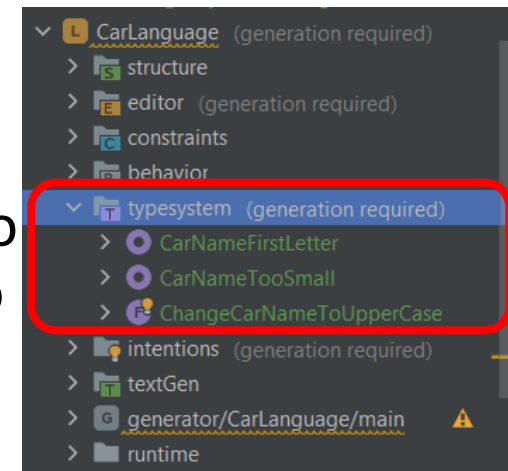 L CarLanguage (generation required)
S structure
E editor (generation required)
C constraints
behavior
T typesystem (generation required)
CarNameFirstLetter
CarNameTooSmall
F ChangeCarNameToUpperCase
intentions (generation required)
T textGen
G generator/CarLanguage/main
runtime